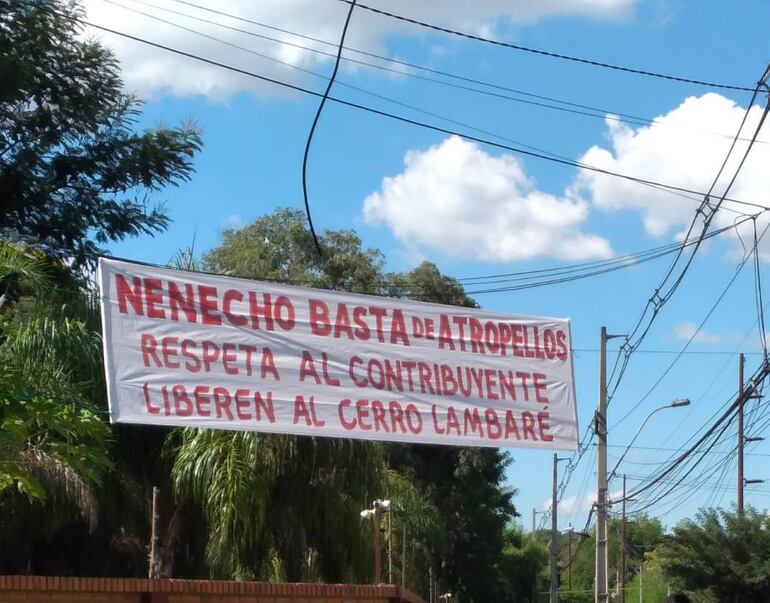 NENECHO BASTA DE ATROPELLOS
RESPETA AL CONTRIBUYENTE
LIBEREN AL CERRO LAMBARÉ